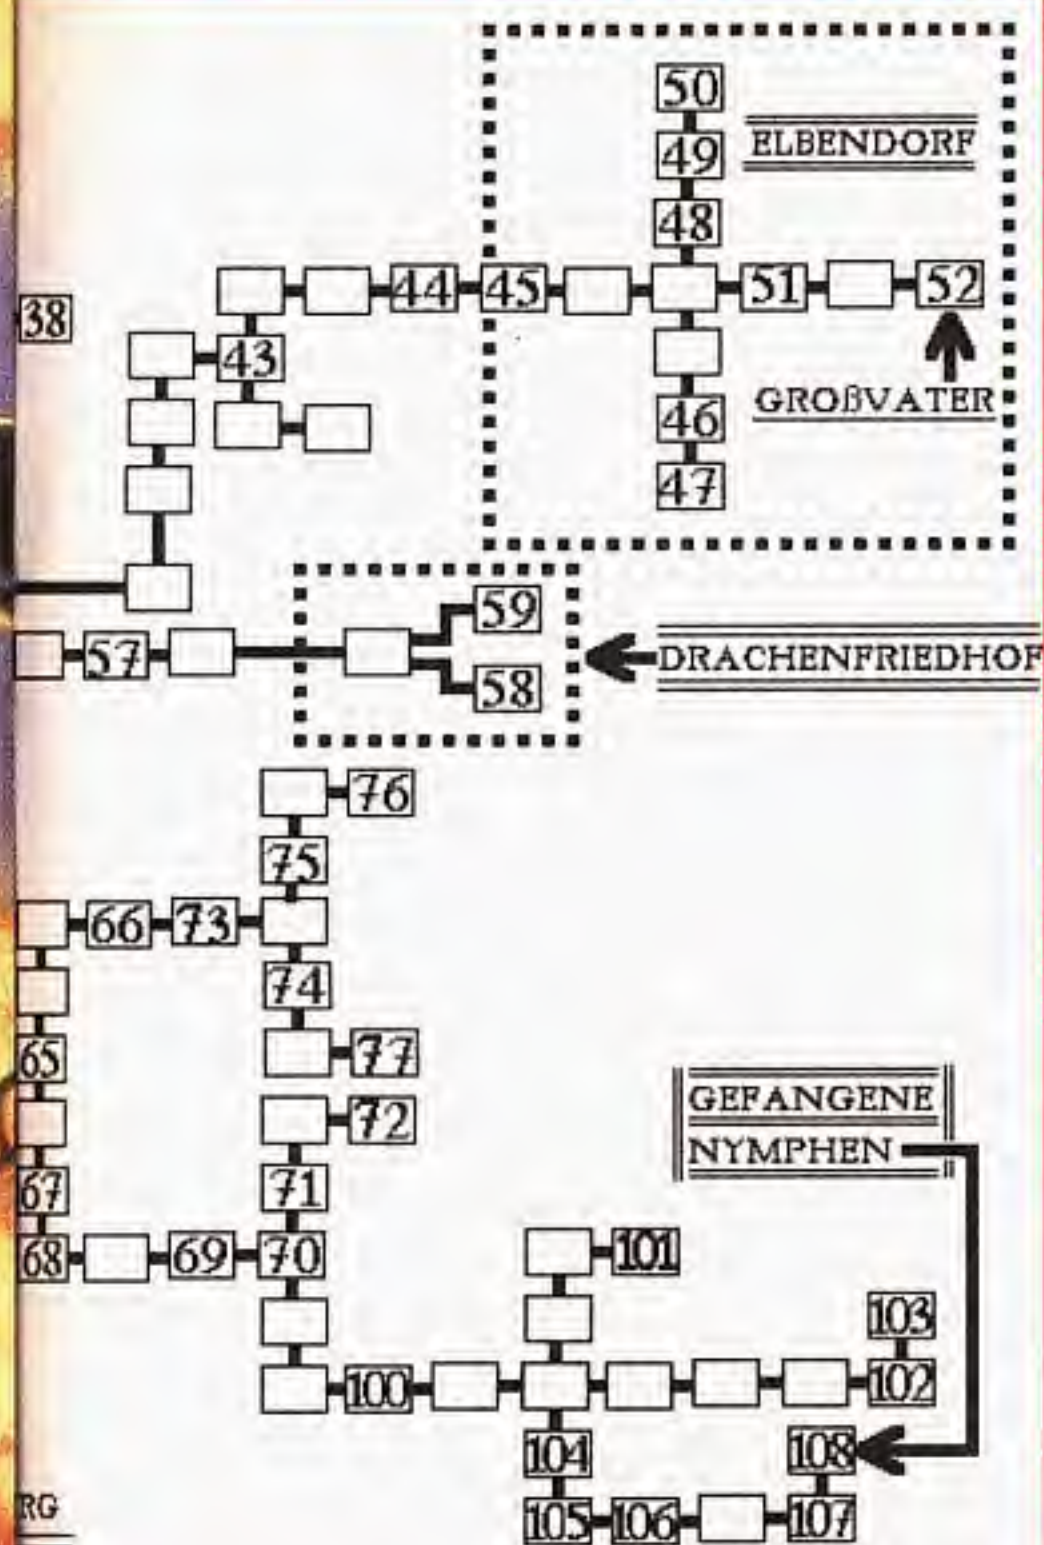 50
ELBENDORF
49
48
44 45 51 52
38
43
GROßVATER
46
47
59
57
DRACHENFRIEDHOF
58
76
75
66 73
74
65
77
GEFANGENE
72
NYMPHEN
67
71
68 69 70
101
103
100
102
104
108
RG
105 106 107